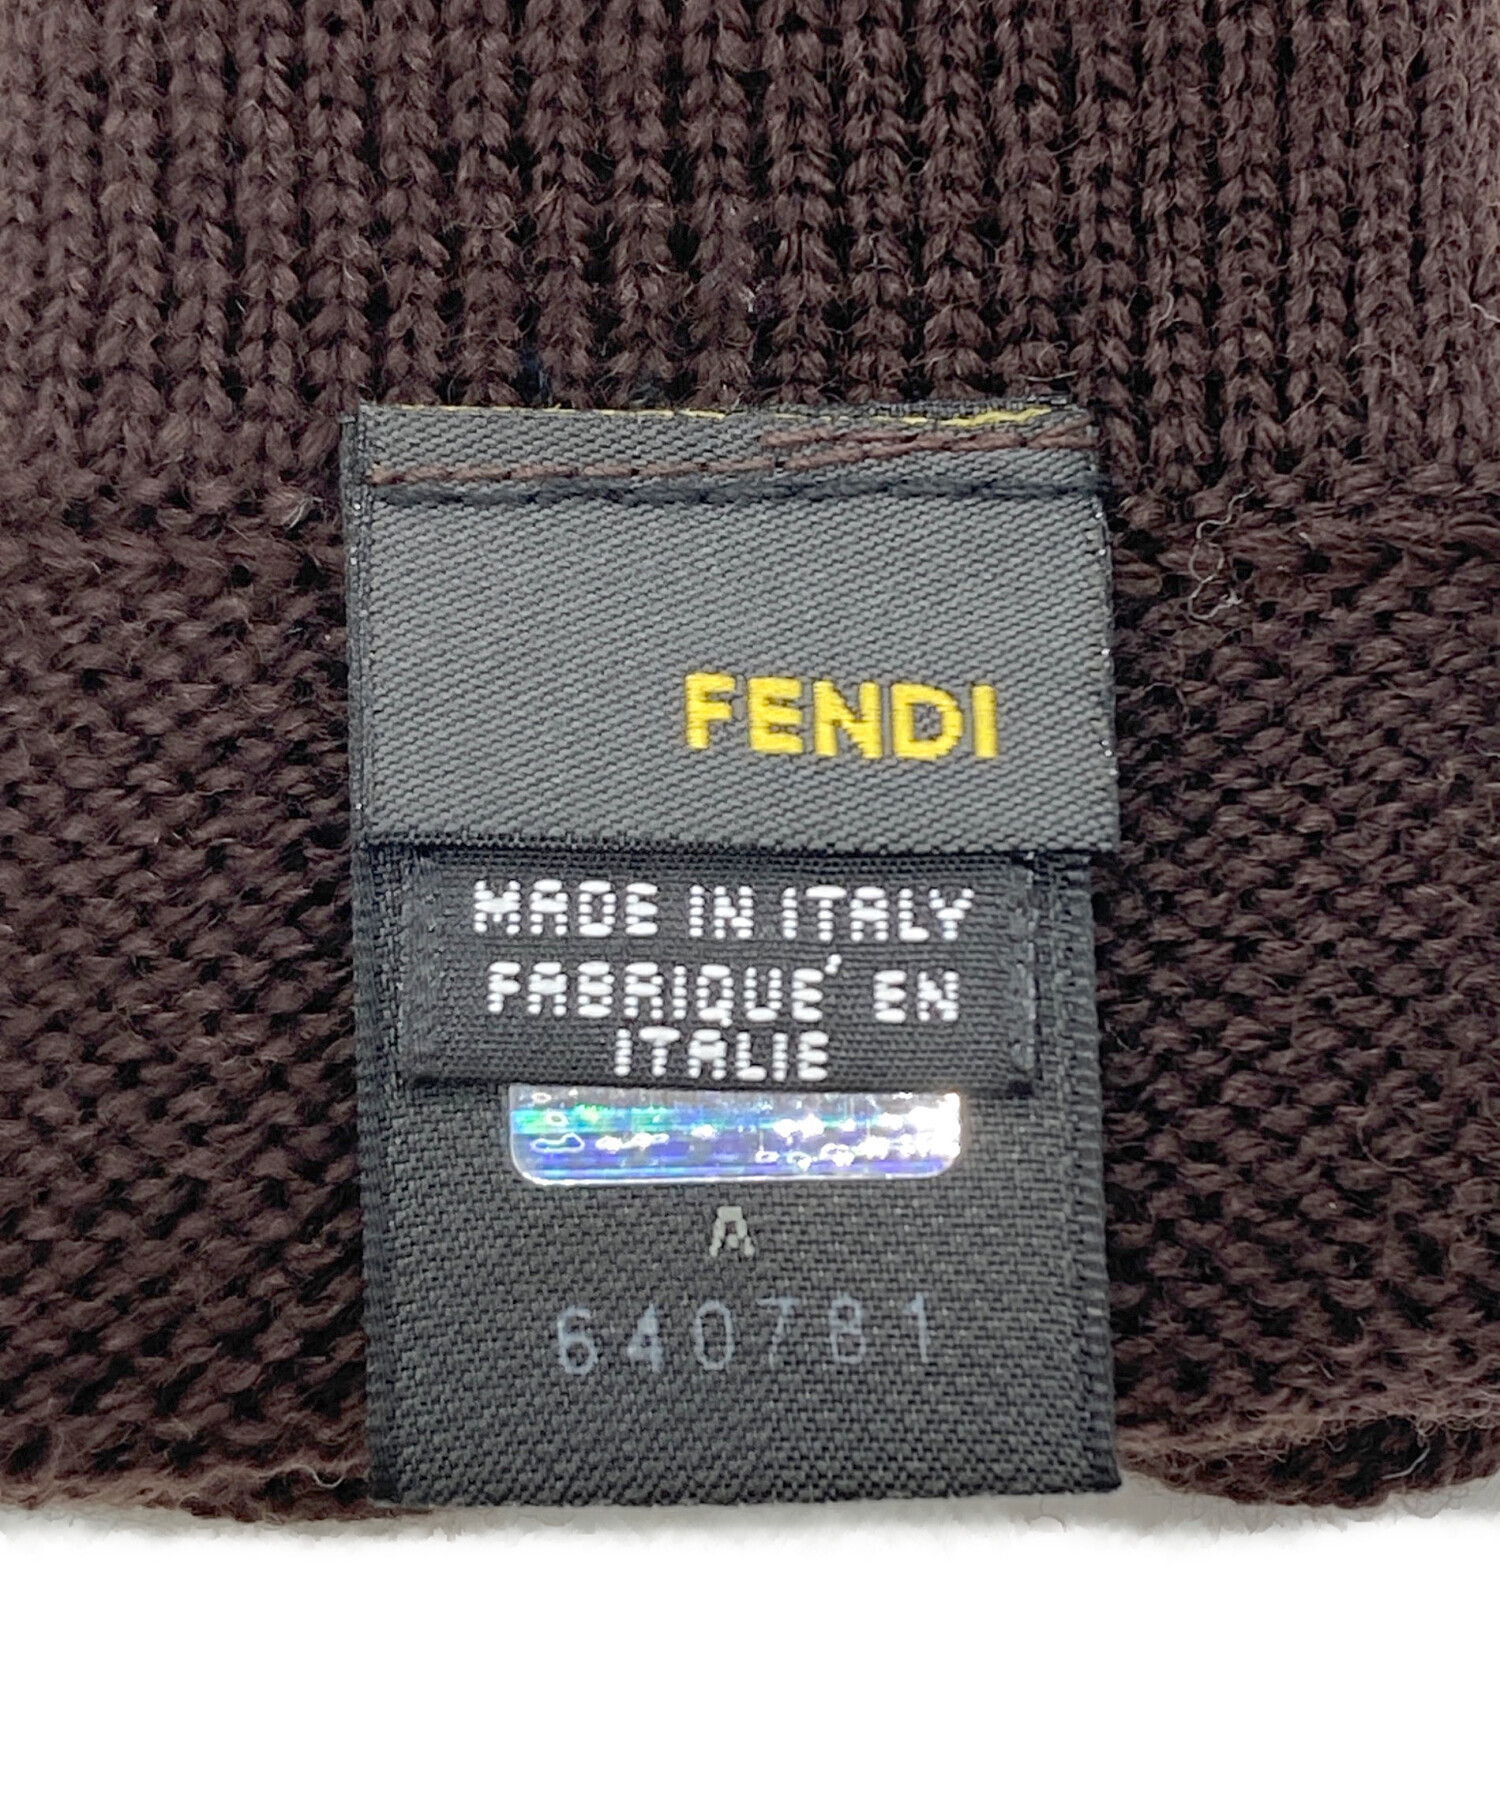 FENDI
MADE IN ITALY
FABRIQUE' EN
ITALIE
A
640781